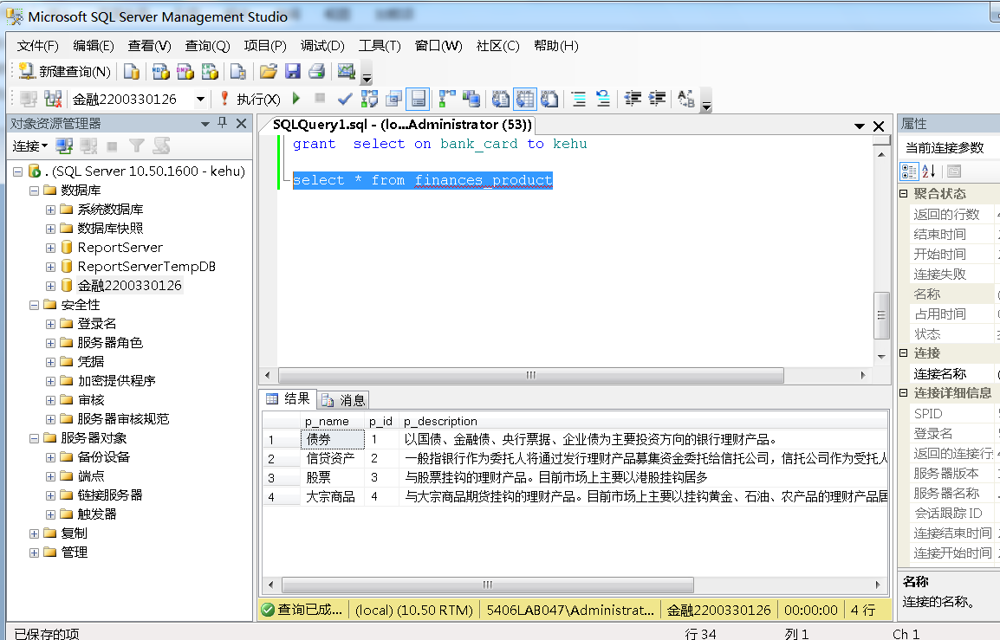 Microsoft SQL Server Management Studio
文件(F) 编辑(E) 查看(V) 查询(Q) 项目(P) 调试(D) 工具(T) 窗口(W) 社区(C) 帮助(H)
新建查询(N)
金融2200330126 执行(X)
对象资源管理器
连接
. (SQL Server 10.50.1600 - kehu)
数据库
系统数据库
数据库快照
ReportServer
ReportServerTempDB
金融2200330126
安全性
登录名
服务器角色
凭据
加密提供程序
审核
服务器审核规范
服务器对象
备份设备
端点
链接服务器
触发器
复制
管理
SQLQuery1.sql - (lo...Administrator (53))
grant select on bank_card to kehu
select * from finances_product
结果 消息
p_name p_id p_description
1 债券 1 以国债、金融债、央行票据、企业债为主要投资方向的银行理财产品。
2 信贷资产 2 一般指银行作为委托人将通过发行理财产品募集资金委托给信托公司，信托公司作为受托人
3 股票 3 与股票挂钩的理财产品。目前市场上主要以港股挂钩居多
4 大宗商品 4 与大宗商品期货挂钩的理财产品。目前市场上主要以挂钩黄金、石油、农产品的理财产品居
查询已成... (local) (10.50 RTM) 5406LAB047\Administrat... 金融2200330126 00:00:00 4 行
属性
当前连接参数
聚合状态
返回的行数
结束时间
开始时间
连接失败
名称
占用时间
状态
连接
连接名称
连接详细信息
SPID
登录名
返回的连接行
服务器版本
服务器名称
会话跟踪 ID
连接结束时间
连接开始时间
名称
连接的名称。
已保存的项 行 34 列 1 Ch 1